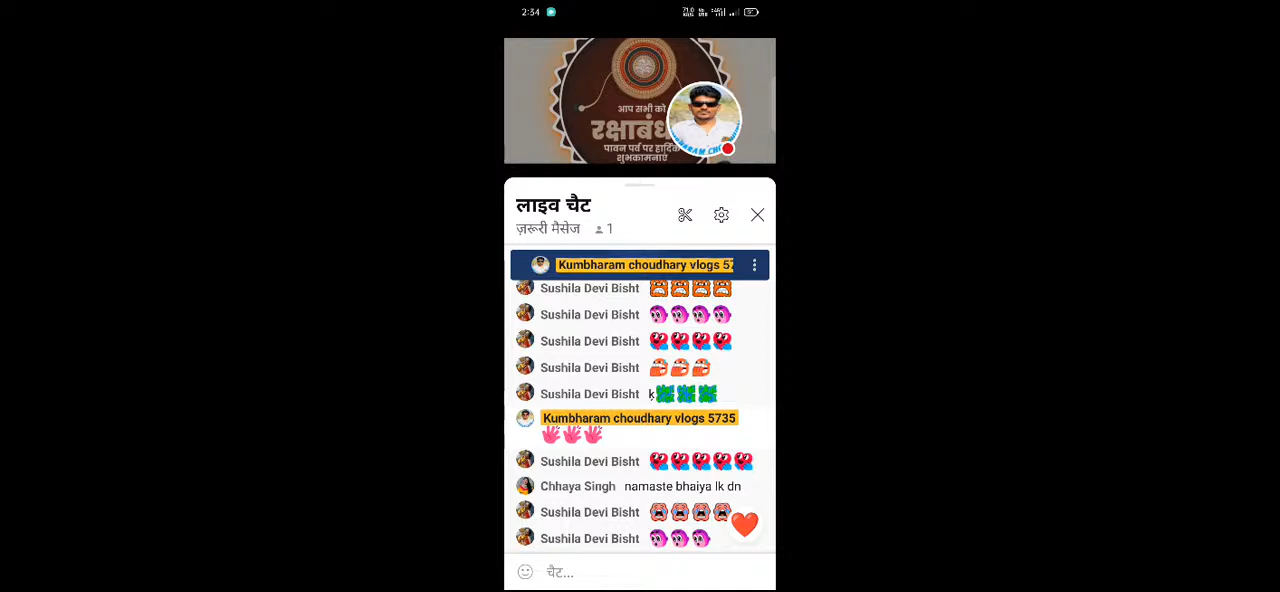 2:34
आप सभी को
रक्षाबंध
पावन पर्व पर हार्दिक
शुभकामनाएं
लाइव चैट
ज़रूरी मैसेज 1
Kumbharam choudhary vlogs 57
Sushila Devi Bisht
Sushila Devi Bisht
Sushila Devi Bisht
Sushila Devi Bisht
Sushila Devi Bisht ķ
Kumbharam choudhary vlogs 5735
Sushila Devi Bisht
Chhaya Singh namaste bhaiya lk dn
Sushila Devi Bisht
Sushila Devi Bisht
चैट...